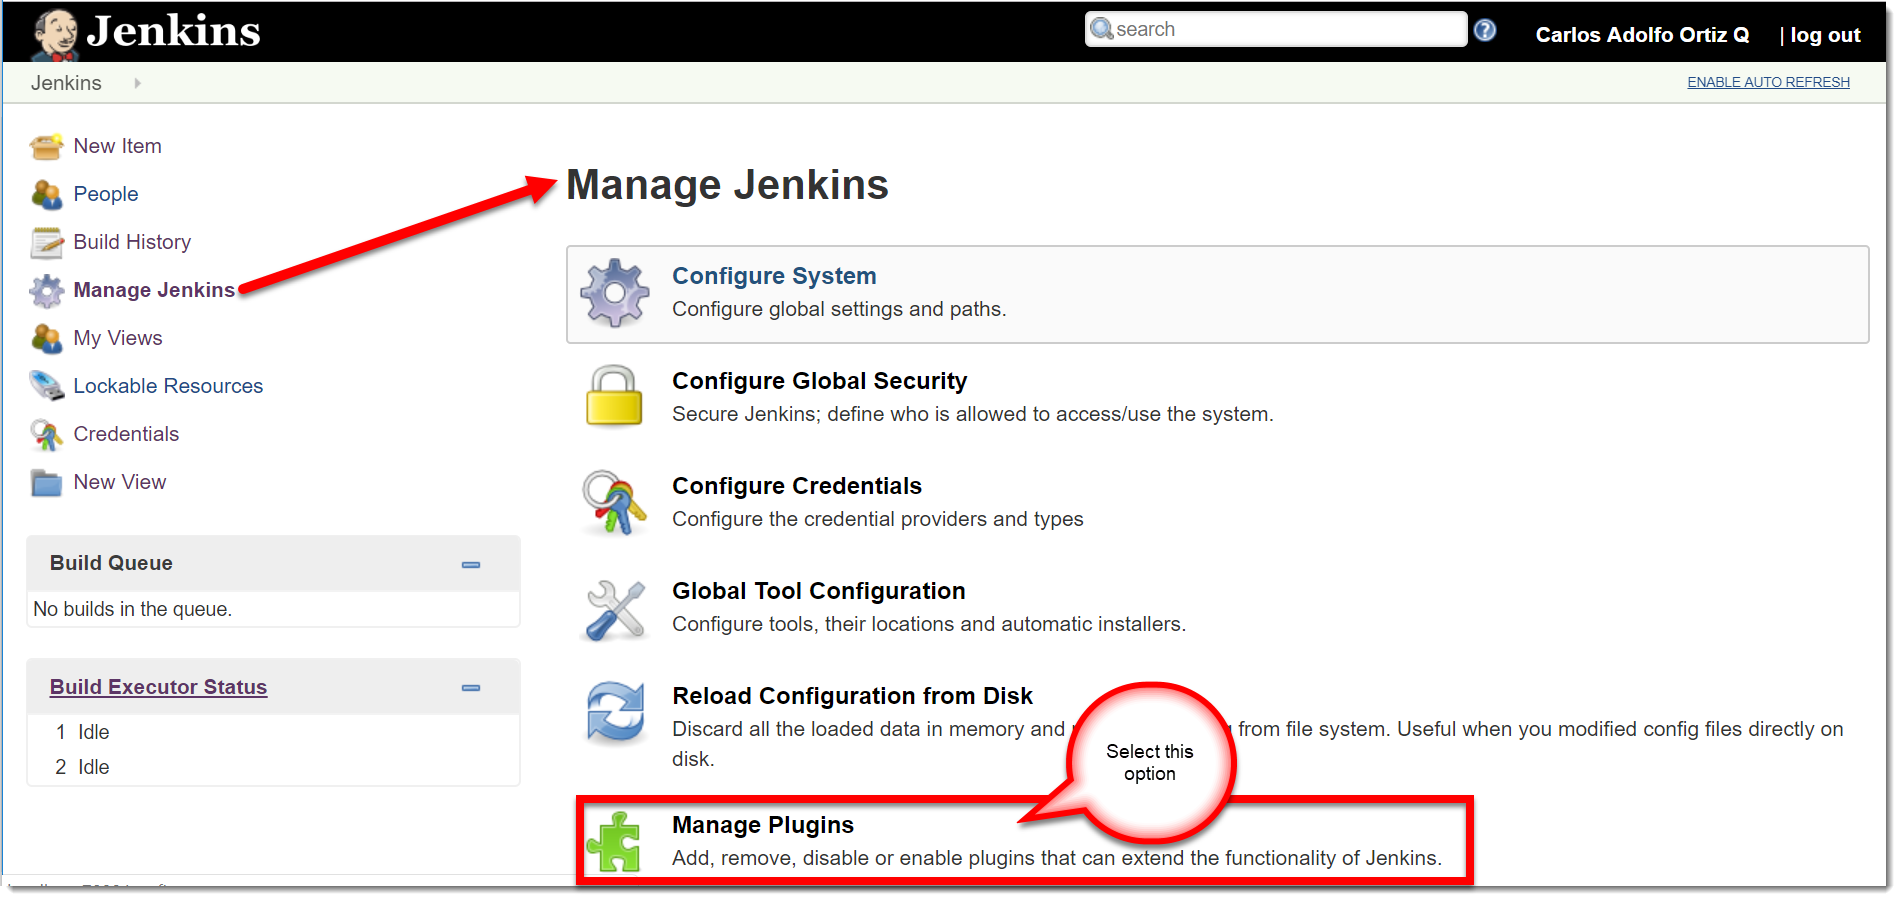 Jenkins
search
Carlos Adolfo Ortiz Q | log out
Jenkins
ENABLE AUTO REFRESH
New Item
People
Build History
Manage Jenkins
My Views
Lockable Resources
Credentials
New View
Build Queue
No builds in the queue.
Build Executor Status
1 Idle
2 Idle
Manage Jenkins
Configure System
Configure global settings and paths.
Configure Global Security
Secure Jenkins; define who is allowed to access/use the system.
Configure Credentials
Configure the credential providers and types
Global Tool Configuration
Configure tools, their locations and automatic installers.
Reload Configuration from Disk
Discard all the loaded data in memory and from file system. Useful when you modified config files directly on
disk.
Select this
option
Manage Plugins
Add, remove, disable or enable plugins that can extend the functionality of Jenkins.